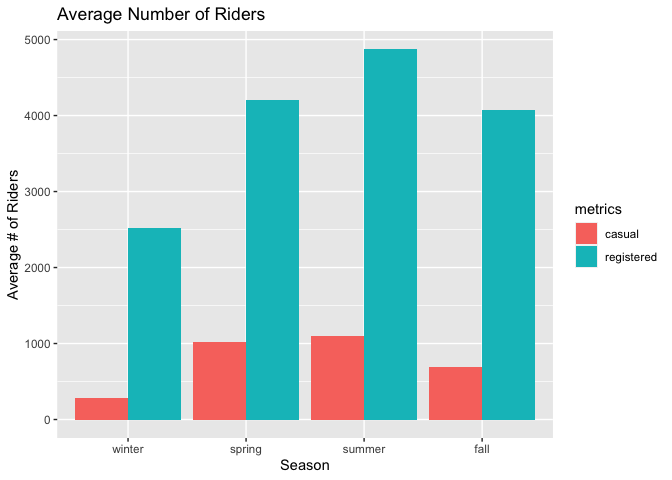 Average Number of Riders
5000
4000
3000
2000
1000
0
Average # of Riders
winter spring summer fall
Season
metrics
casual
registered